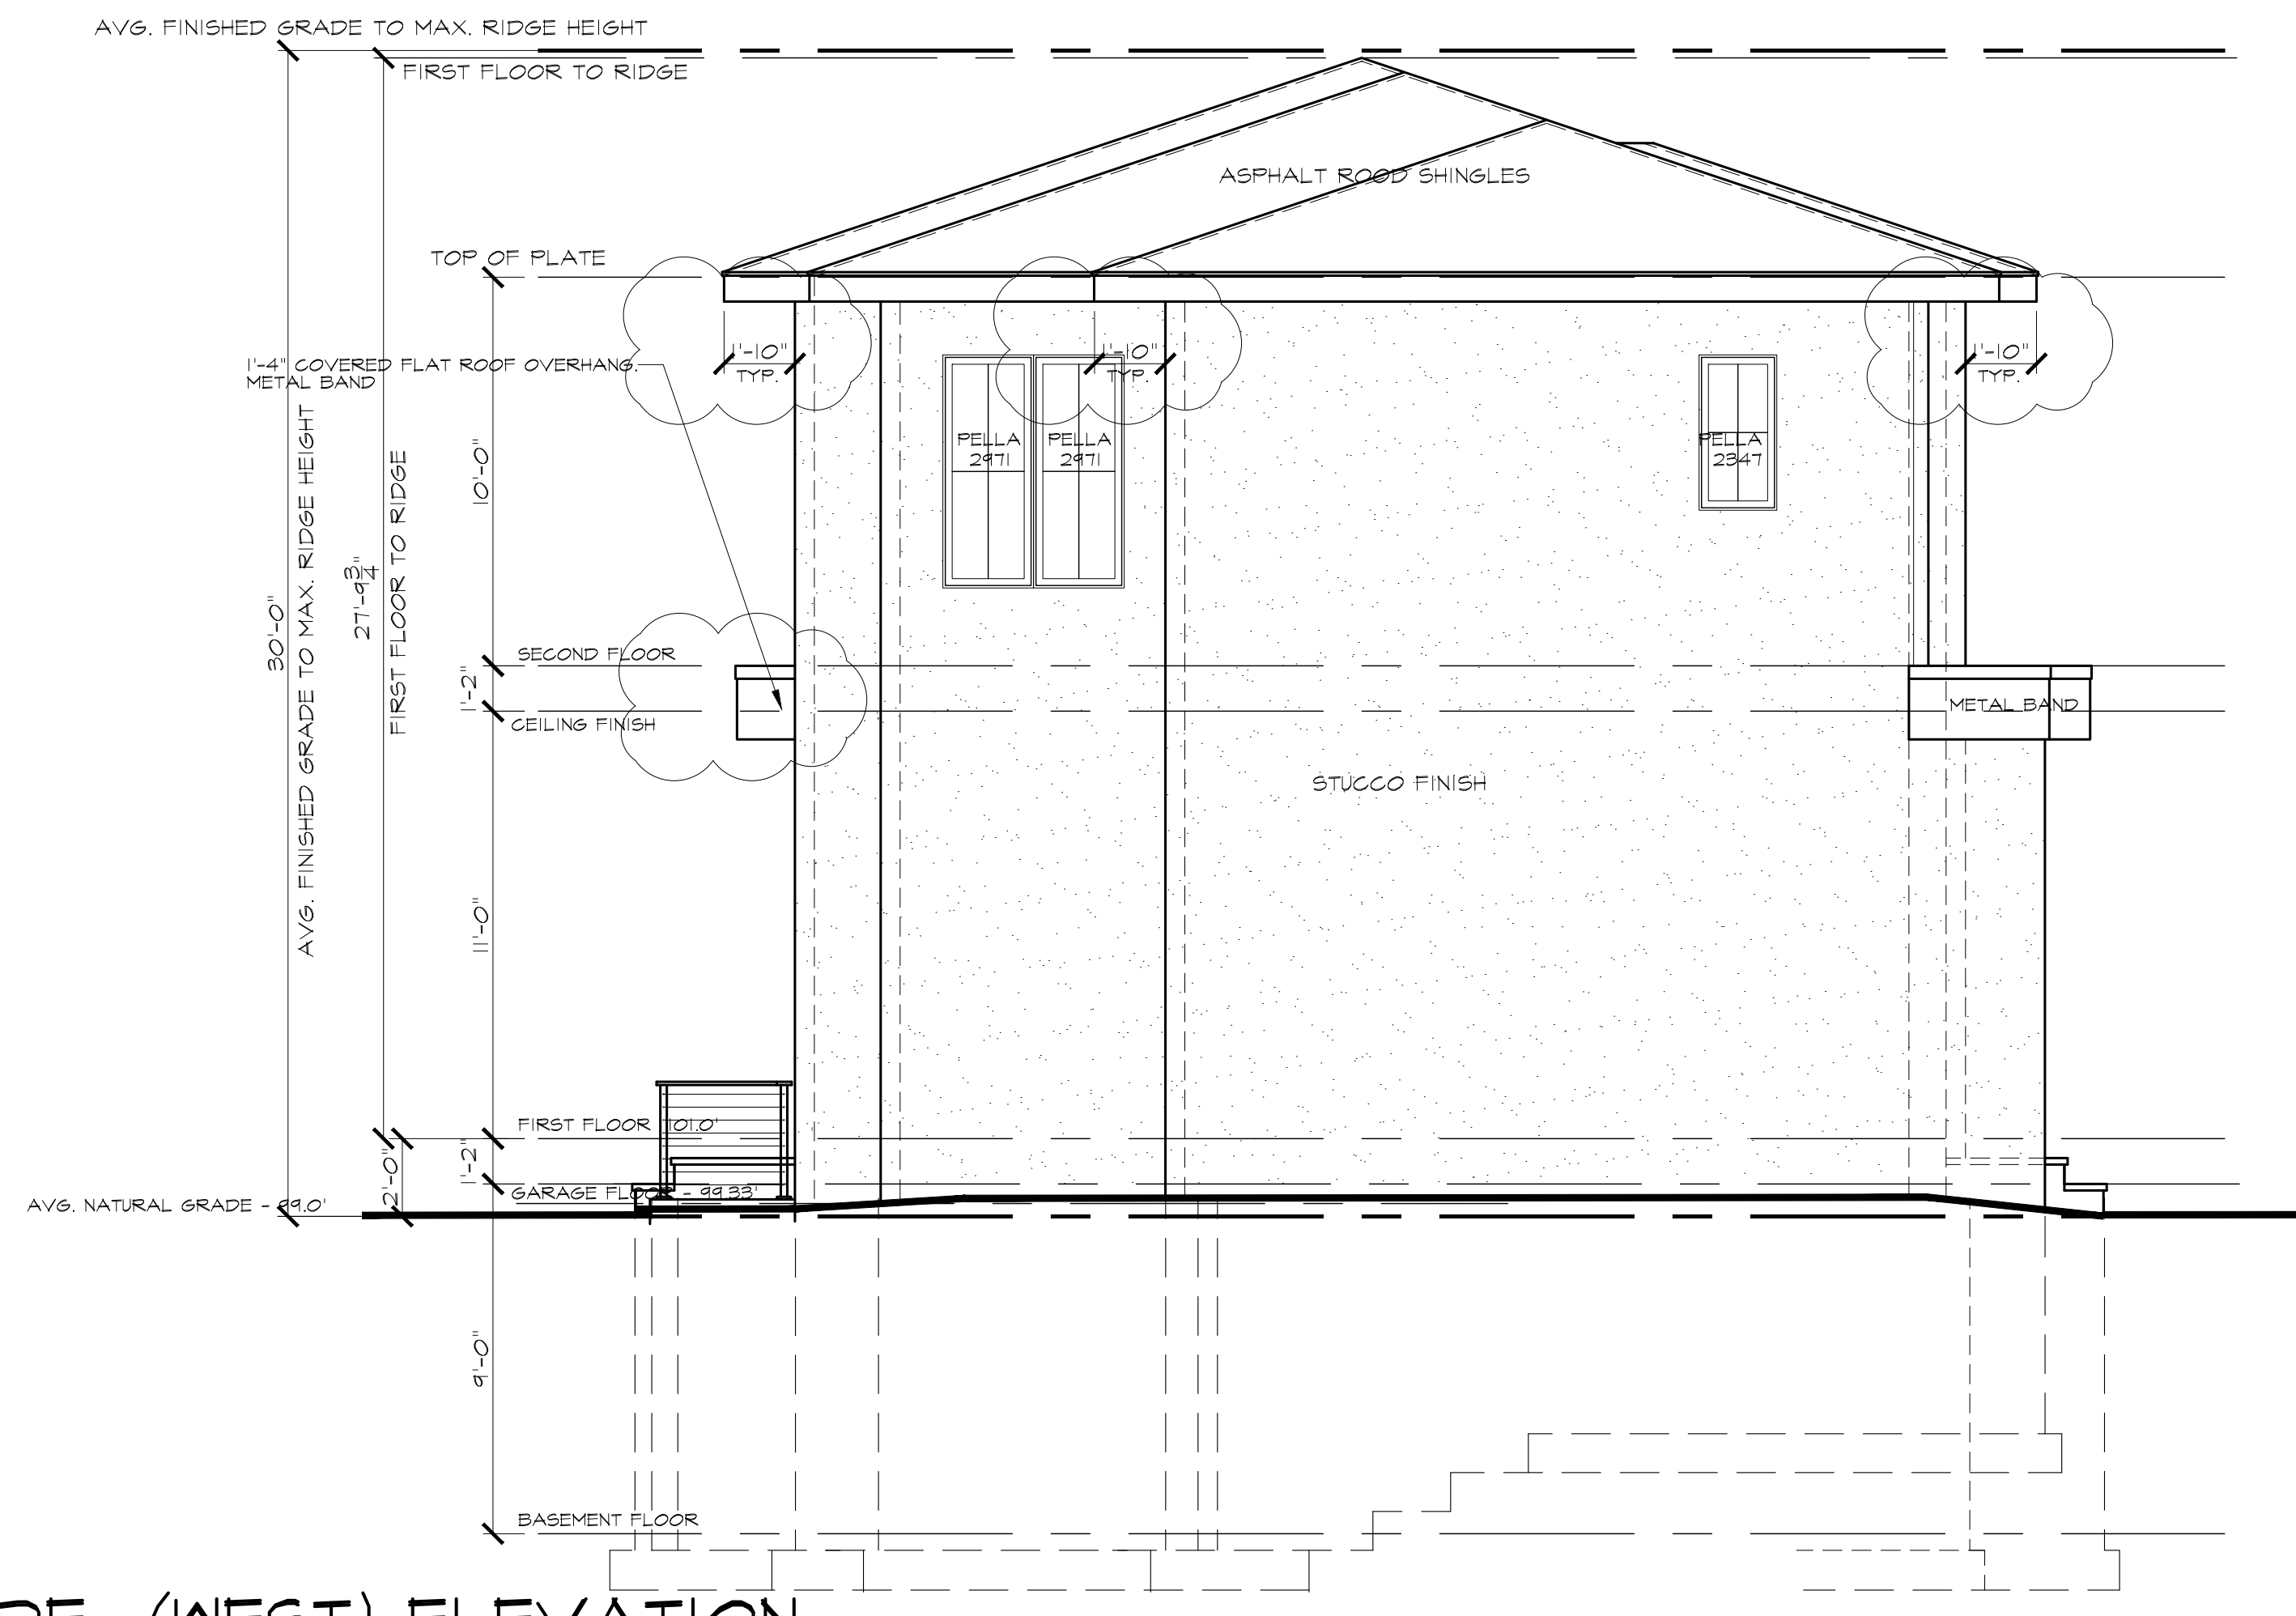 AVG. FINISHED GRADE TO MAX. RIDGE HEIGHT
FIRST FLOOR TO RIDGE
ASPHALT ROOD SHINGLES
TOP OF PLATE
1'-10"
TYP.
1'-10"
TYP.
1'-10"
TYP.
1'-4" COVERED FLAT ROOF OVERHANG.
METAL BAND
PELLA
2971
PELLA
2971
PELLA
2347
10'-0"
AVG. FINISHED GRADE TO MAX. RIDGE HEIGHT
FIRST FLOOR TO RIDGE
27'-9 3/4"
30'-0"
SECOND FLOOR
1'-2"
CEILING FINISH
METAL BAND
STUCCO FINISH
11'-0"
FIRST FLOOR 101.0'
1'-2"
2'-0"
GARAGE FLOOR - 99.33'
AVG. NATURAL GRADE - 99.0'
9'-0"
BASEMENT FLOOR
(WEST) ELEVATION